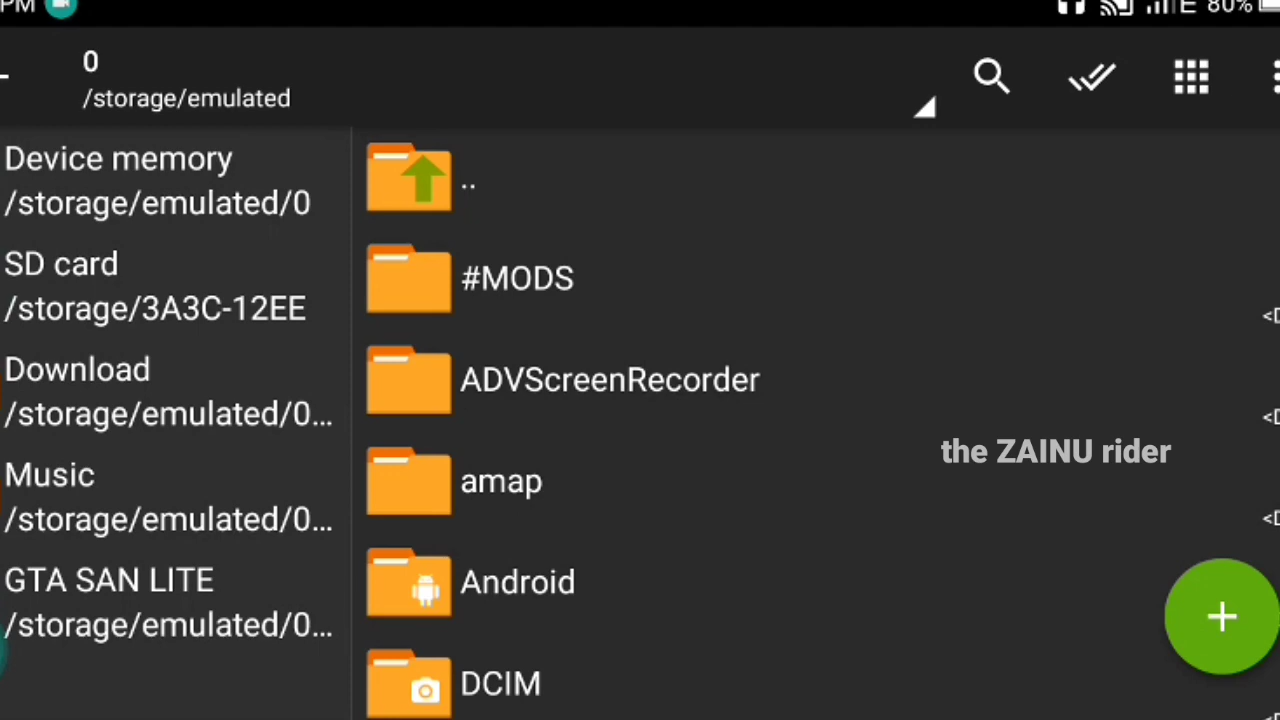 PM
80%
0
/storage/emulated
Device memory
/storage/emulated/0
SD card
/storage/3A3C-12EE
Download
/storage/emulated/0...
Music
/storage/emulated/0...
GTA SAN LITE
/storage/emulated/0...
..
#MODS
ADVScreenRecorder
amap
Android
DCIM
the ZAINU rider